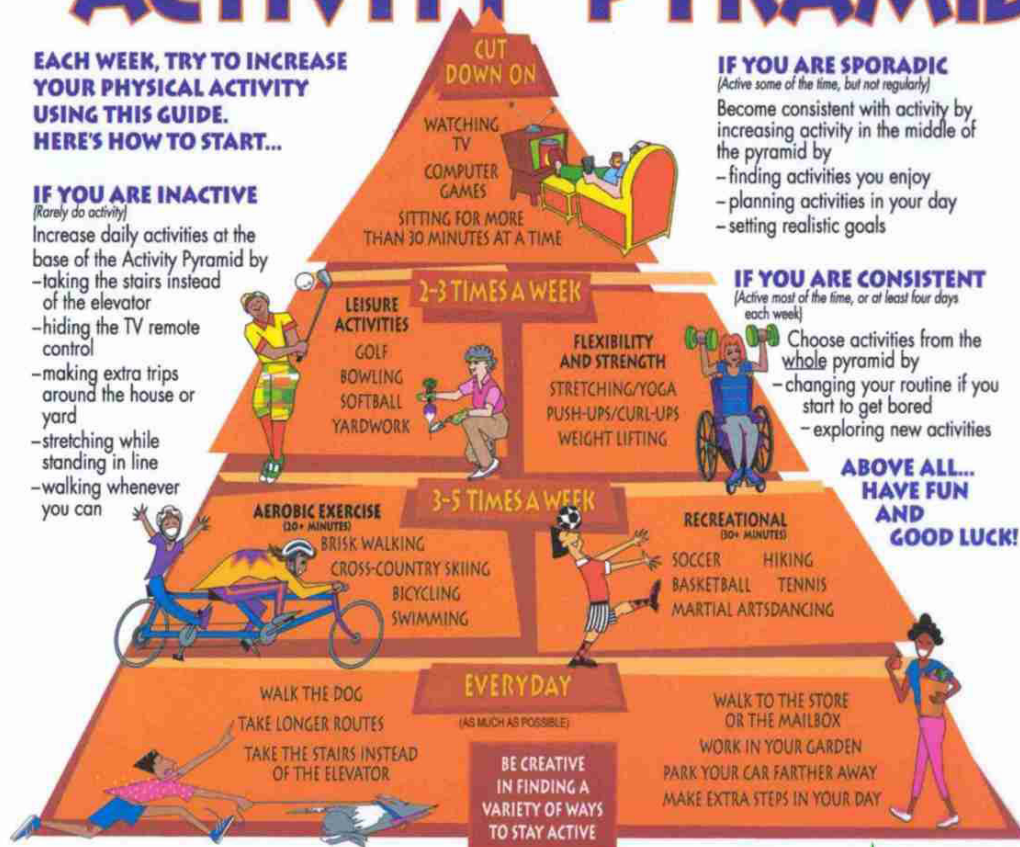 ACTIVITY PYRAMID
EACH WEEK, TRY TO INCREASE
YOUR PHYSICAL ACTIVITY
USING THIS GUIDE.
HERE'S HOW TO START...
IF YOU ARE INACTIVE
(Rarely do activity)
Increase daily activities at the
base of the Activity Pyramid by
–taking the stairs instead
of the elevator
–hiding the TV remote
control
–making extra trips
around the house or
yard
–stretching while
standing in line
–walking whenever
you can
CUT
DOWN ON
WATCHING
TV
COMPUTER
GAMES
SITTING FOR MORE
THAN 30 MINUTES AT A TIME
IF YOU ARE SPORADIC
(Active some of the time, but not regularly)
Become consistent with activity by
increasing activity in the middle of
the pyramid by
– finding activities you enjoy
– planning activities in your day
– setting realistic goals
IF YOU ARE CONSISTENT
(Active most of the time, or at least four days
each week)
Choose activities from the
whole pyramid by
– changing your routine if you
start to get bored
– exploring new activities
ABOVE ALL...
HAVE FUN
AND
GOOD LUCK!
2–3 TIMES A WEEK
LEISURE
ACTIVITIES
GOLF
BOWLING
SOFTBALL
YARDWORK
FLEXIBILITY
AND STRENGTH
STRETCHING/YOGA
PUSH-UPS/CURL-UPS
WEIGHT LIFTING
3–5 TIMES A WEEK
AEROBIC EXERCISE
(20+ MINUTES)
BRISK WALKING
CROSS-COUNTRY SKIING
BICYCLING
SWIMMING
RECREATIONAL
(30+ MINUTES)
SOCCER HIKING
BASKETBALL TENNIS
MARTIAL ARTSDANCING
EVERYDAY
(AS MUCH AS POSSIBLE)
WALK THE DOG
TAKE LONGER ROUTES
TAKE THE STAIRS INSTEAD
OF THE ELEVATOR
BE CREATIVE
IN FINDING A
VARIETY OF WAYS
TO STAY ACTIVE
WALK TO THE STORE
OR THE MAILBOX
WORK IN YOUR GARDEN
PARK YOUR CAR FARTHER AWAY
MAKE EXTRA STEPS IN YOUR DAY